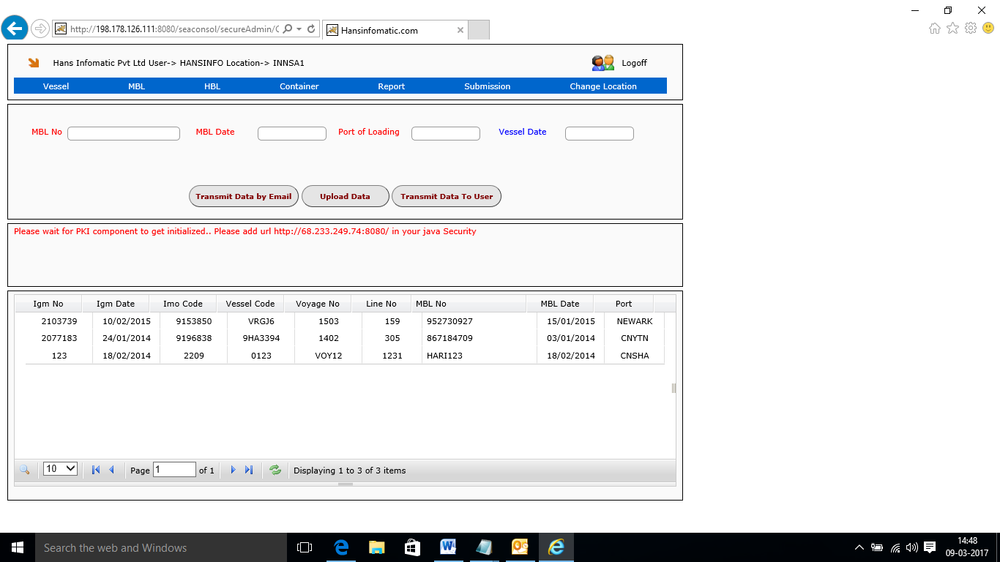 http://198.178.126.111:8080/seaconsol/secureAdmin/C
Hansinfomatic.com
Hans Infomatic Pvt Ltd User-> HANSINFO Location-> INNSA1 Logoff
Vessel MBL HBL Container Report Submission Change Location
MBL No MBL Date Port of Loading Vessel Date
Transmit Data by Email Upload Data Transmit Data To User
Please wait for PKI component to get initialized.. Please add url http://68.233.249.74:8080/ in your java Security
Igm No Igm Date Imo Code Vessel Code Voyage No Line No MBL No MBL Date Port
2103739 10/02/2015 9153850 VRGJ6 1503 159 952730927 15/01/2015 NEWARK
2077183 24/01/2014 9196838 9HA3394 1402 305 867184709 03/01/2014 CNYTN
123 18/02/2014 2209 0123 VOY12 1231 HARI123 18/02/2014 CNSHA
10 Page 1 of 1 Displaying 1 to 3 of 3 items
Search the web and Windows
14:48
09-03-2017